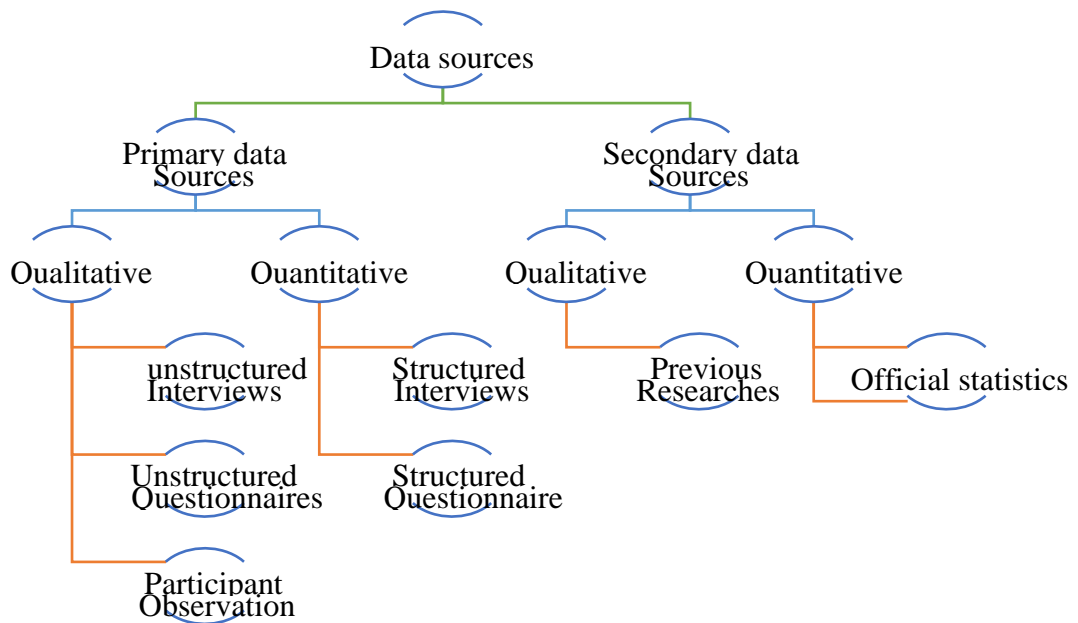 Data sources
Primary data
Sources
Secondary data
Sources
Qualitative
Quantitative
Qualitative
Quantitative
unstructured
Interviews
Structured
Interviews
Previous
Researches
Official statistics
Unstructured
Questionnaires
Structured
Questionnaire
Participant
Observation